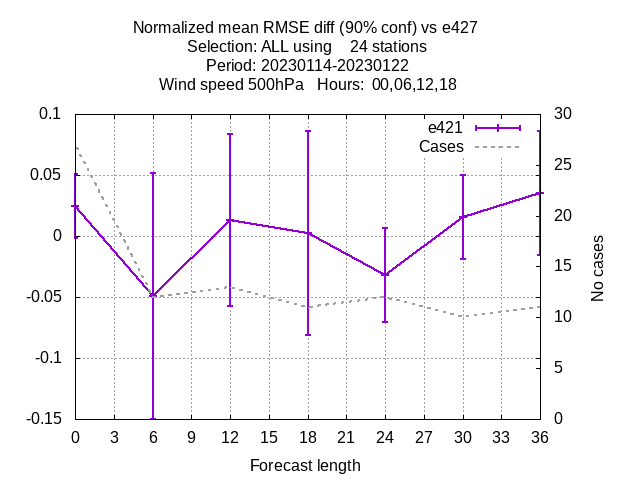 Normalized mean RMSE diff (90% conf) vs e427
Selection: ALL using    24 stations
Period: 20230114-20230122
Wind speed 500hPa   Hours:  00,06,12,18
0.1
0.05
0
-0.05
-0.1
-0.15
e421
Cases
30
25
20
15
10
5
0
No cases
0 3 6 9 12 15 18 21 24 27 30 33 36
Forecast length